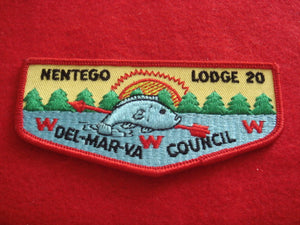 NENTEGO LODGE 20
W W W
DEL-MAR-VA COUNCIL